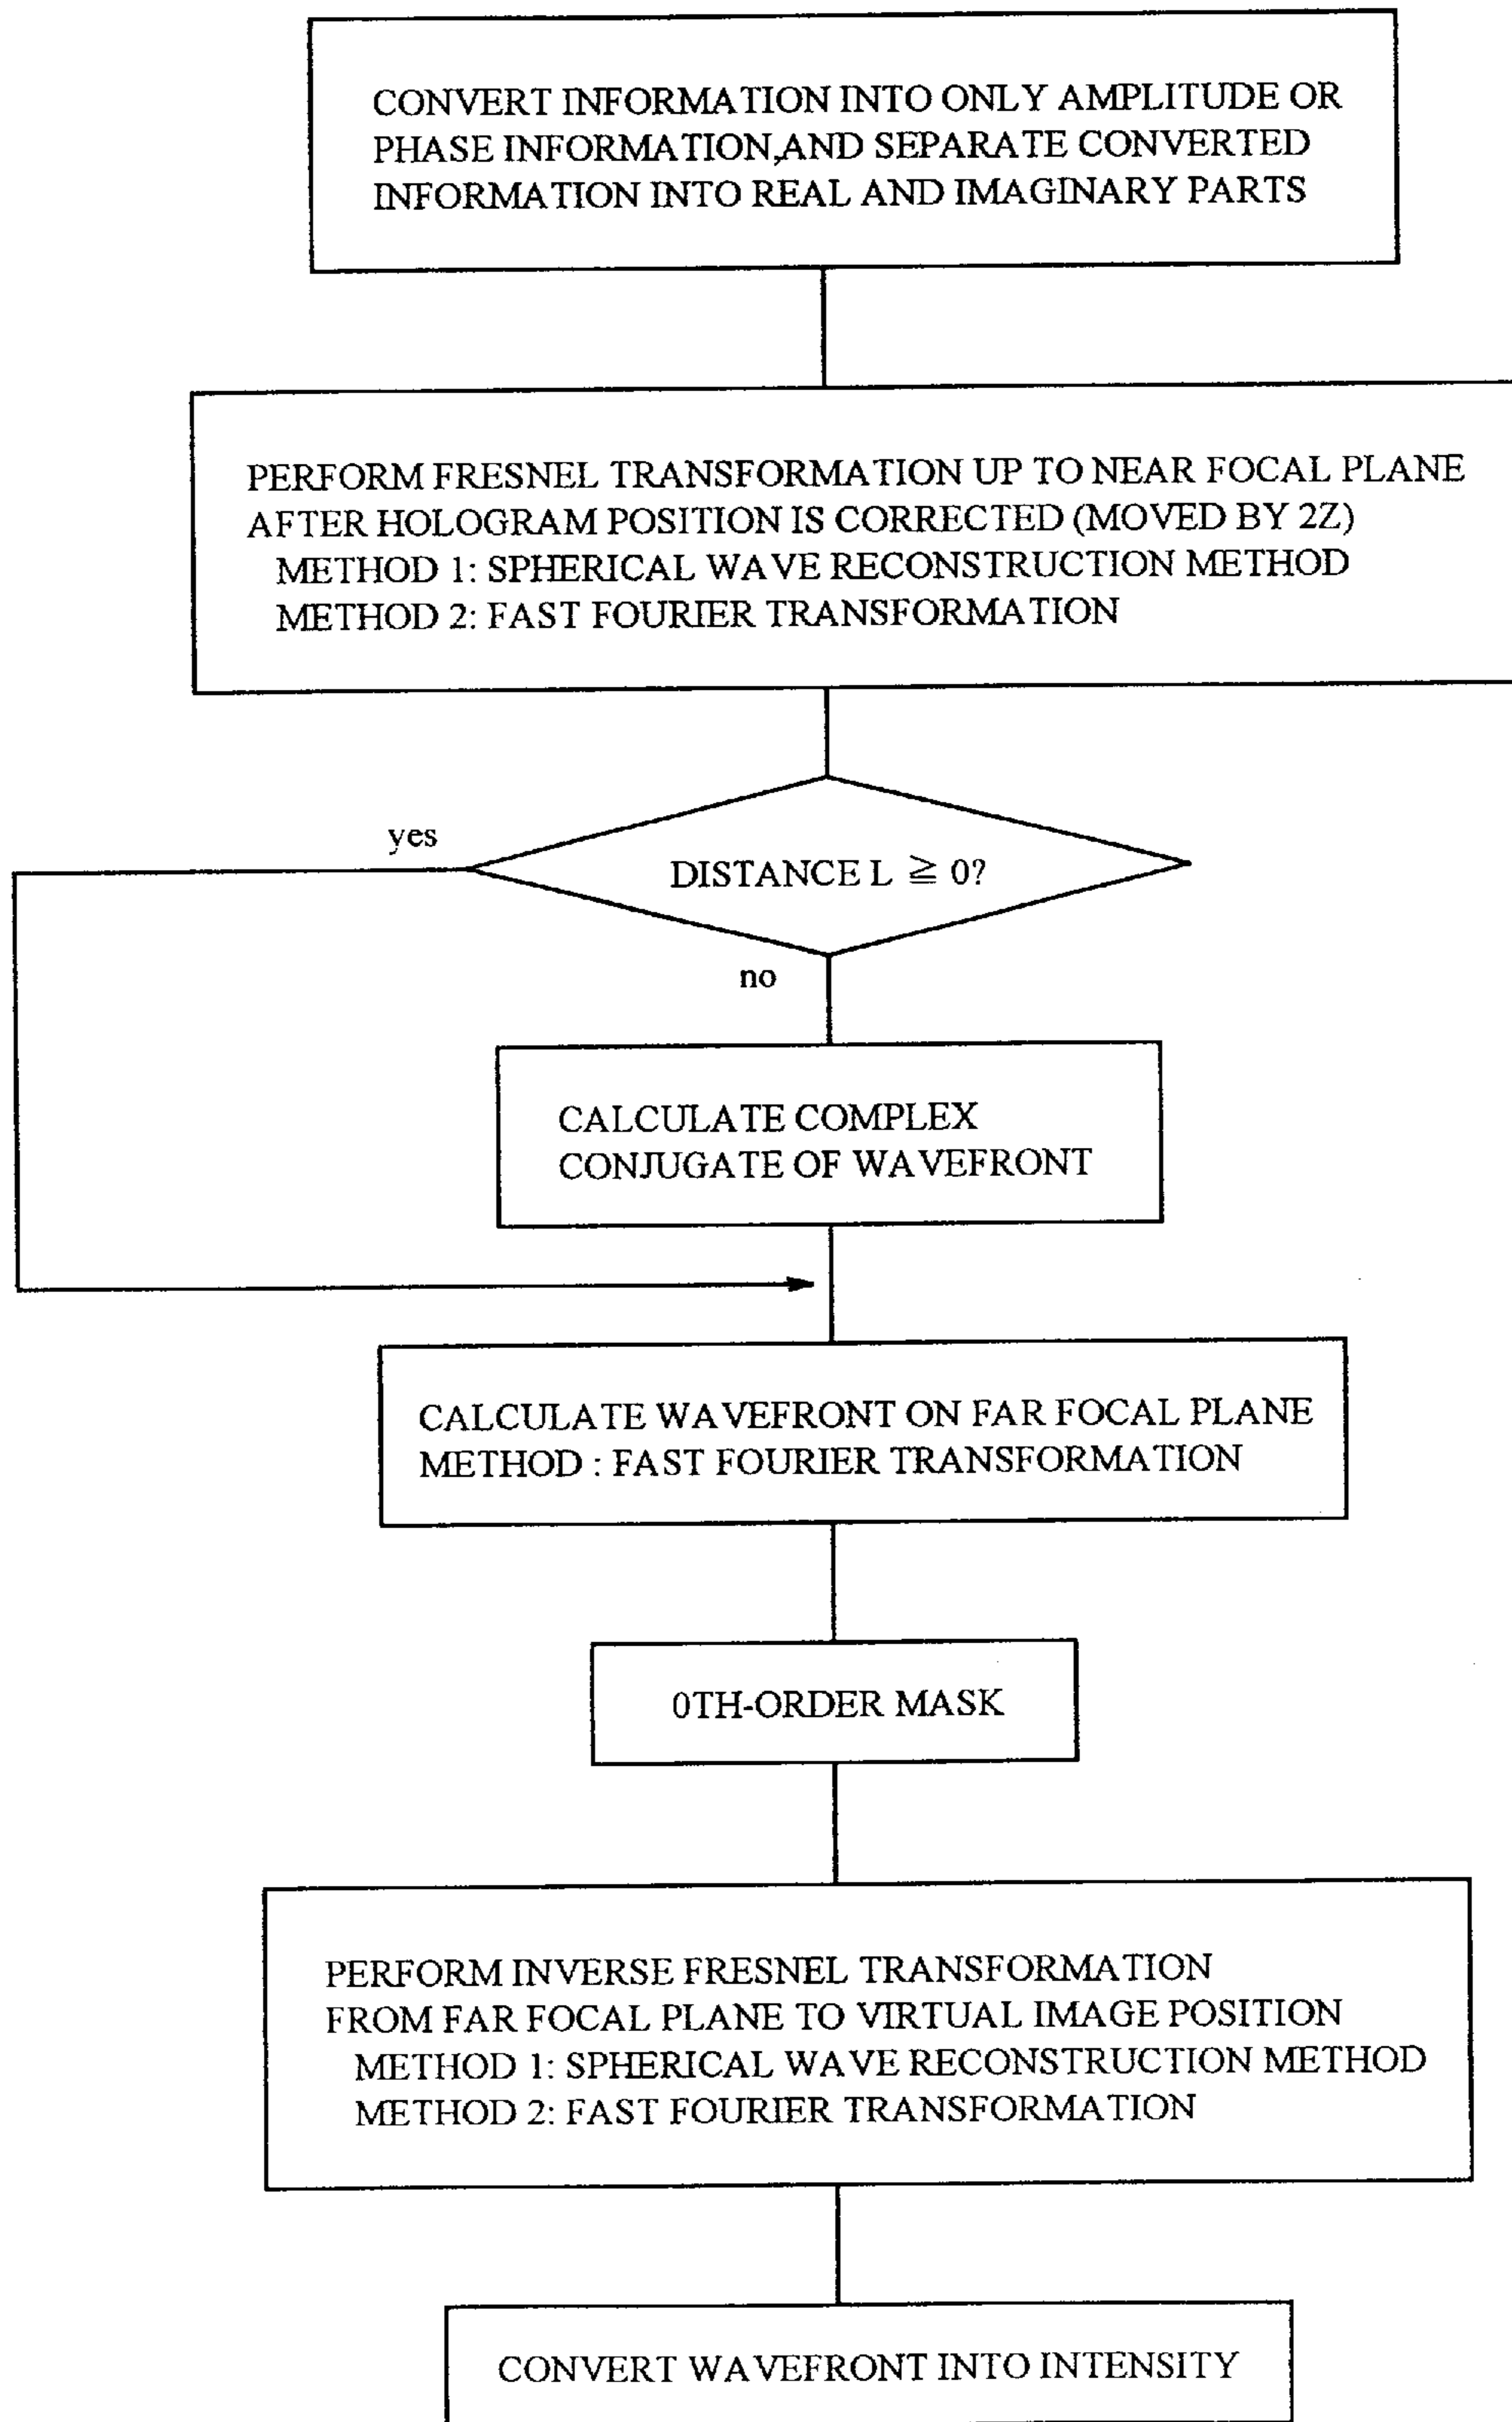 CONVERT INFORMATION INTO ONLY AMPLITUDE OR
PHASE INFORMATION,AND SEPARATE CONVERTED
INFORMATION INTO REAL AND IMAGINARY PARTS
PERFORM FRESNEL TRANSFORMATION UP TO NEAR FOCAL PLANE
AFTER HOLOGRAM POSITION IS CORRECTED (MOVED BY 2Z)
METHOD 1: SPHERICAL WAVE RECONSTRUCTION METHOD
METHOD 2: FAST FOURIER TRANSFORMATION
yes
DISTANCE L ≧ 0?
no
CALCULATE COMPLEX
CONJUGATE OF WAVEFRONT
CALCULATE WAVEFRONT ON FAR FOCAL PLANE
METHOD : FAST FOURIER TRANSFORMATION
0TH-ORDER MASK
PERFORM INVERSE FRESNEL TRANSFORMATION
FROM FAR FOCAL PLANE TO VIRTUAL IMAGE POSITION
METHOD 1: SPHERICAL WAVE RECONSTRUCTION METHOD
METHOD 2: FAST FOURIER TRANSFORMATION
CONVERT WAVEFRONT INTO INTENSITY